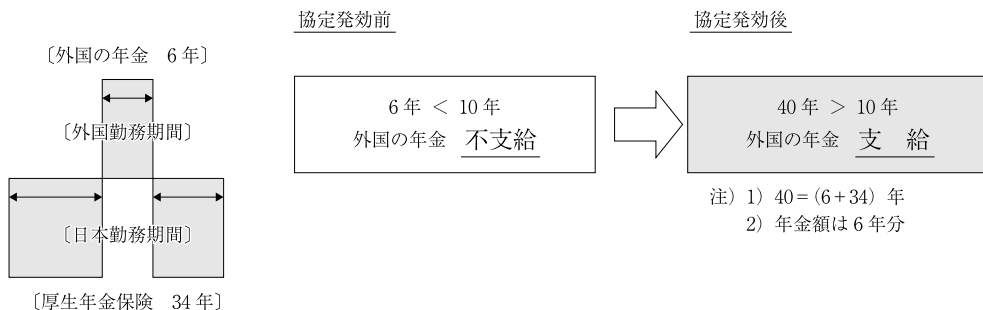 〔外国の年金　6年〕
〔外国勤務期間〕
〔日本勤務期間〕
〔厚生年金保険　34年〕
協定発効前
6年 ＜ 10年
外国の年金　不支給
協定発効後
40年 ＞ 10年
外国の年金　支　給
注）1）40＝(6＋34) 年
2）年金額は6年分